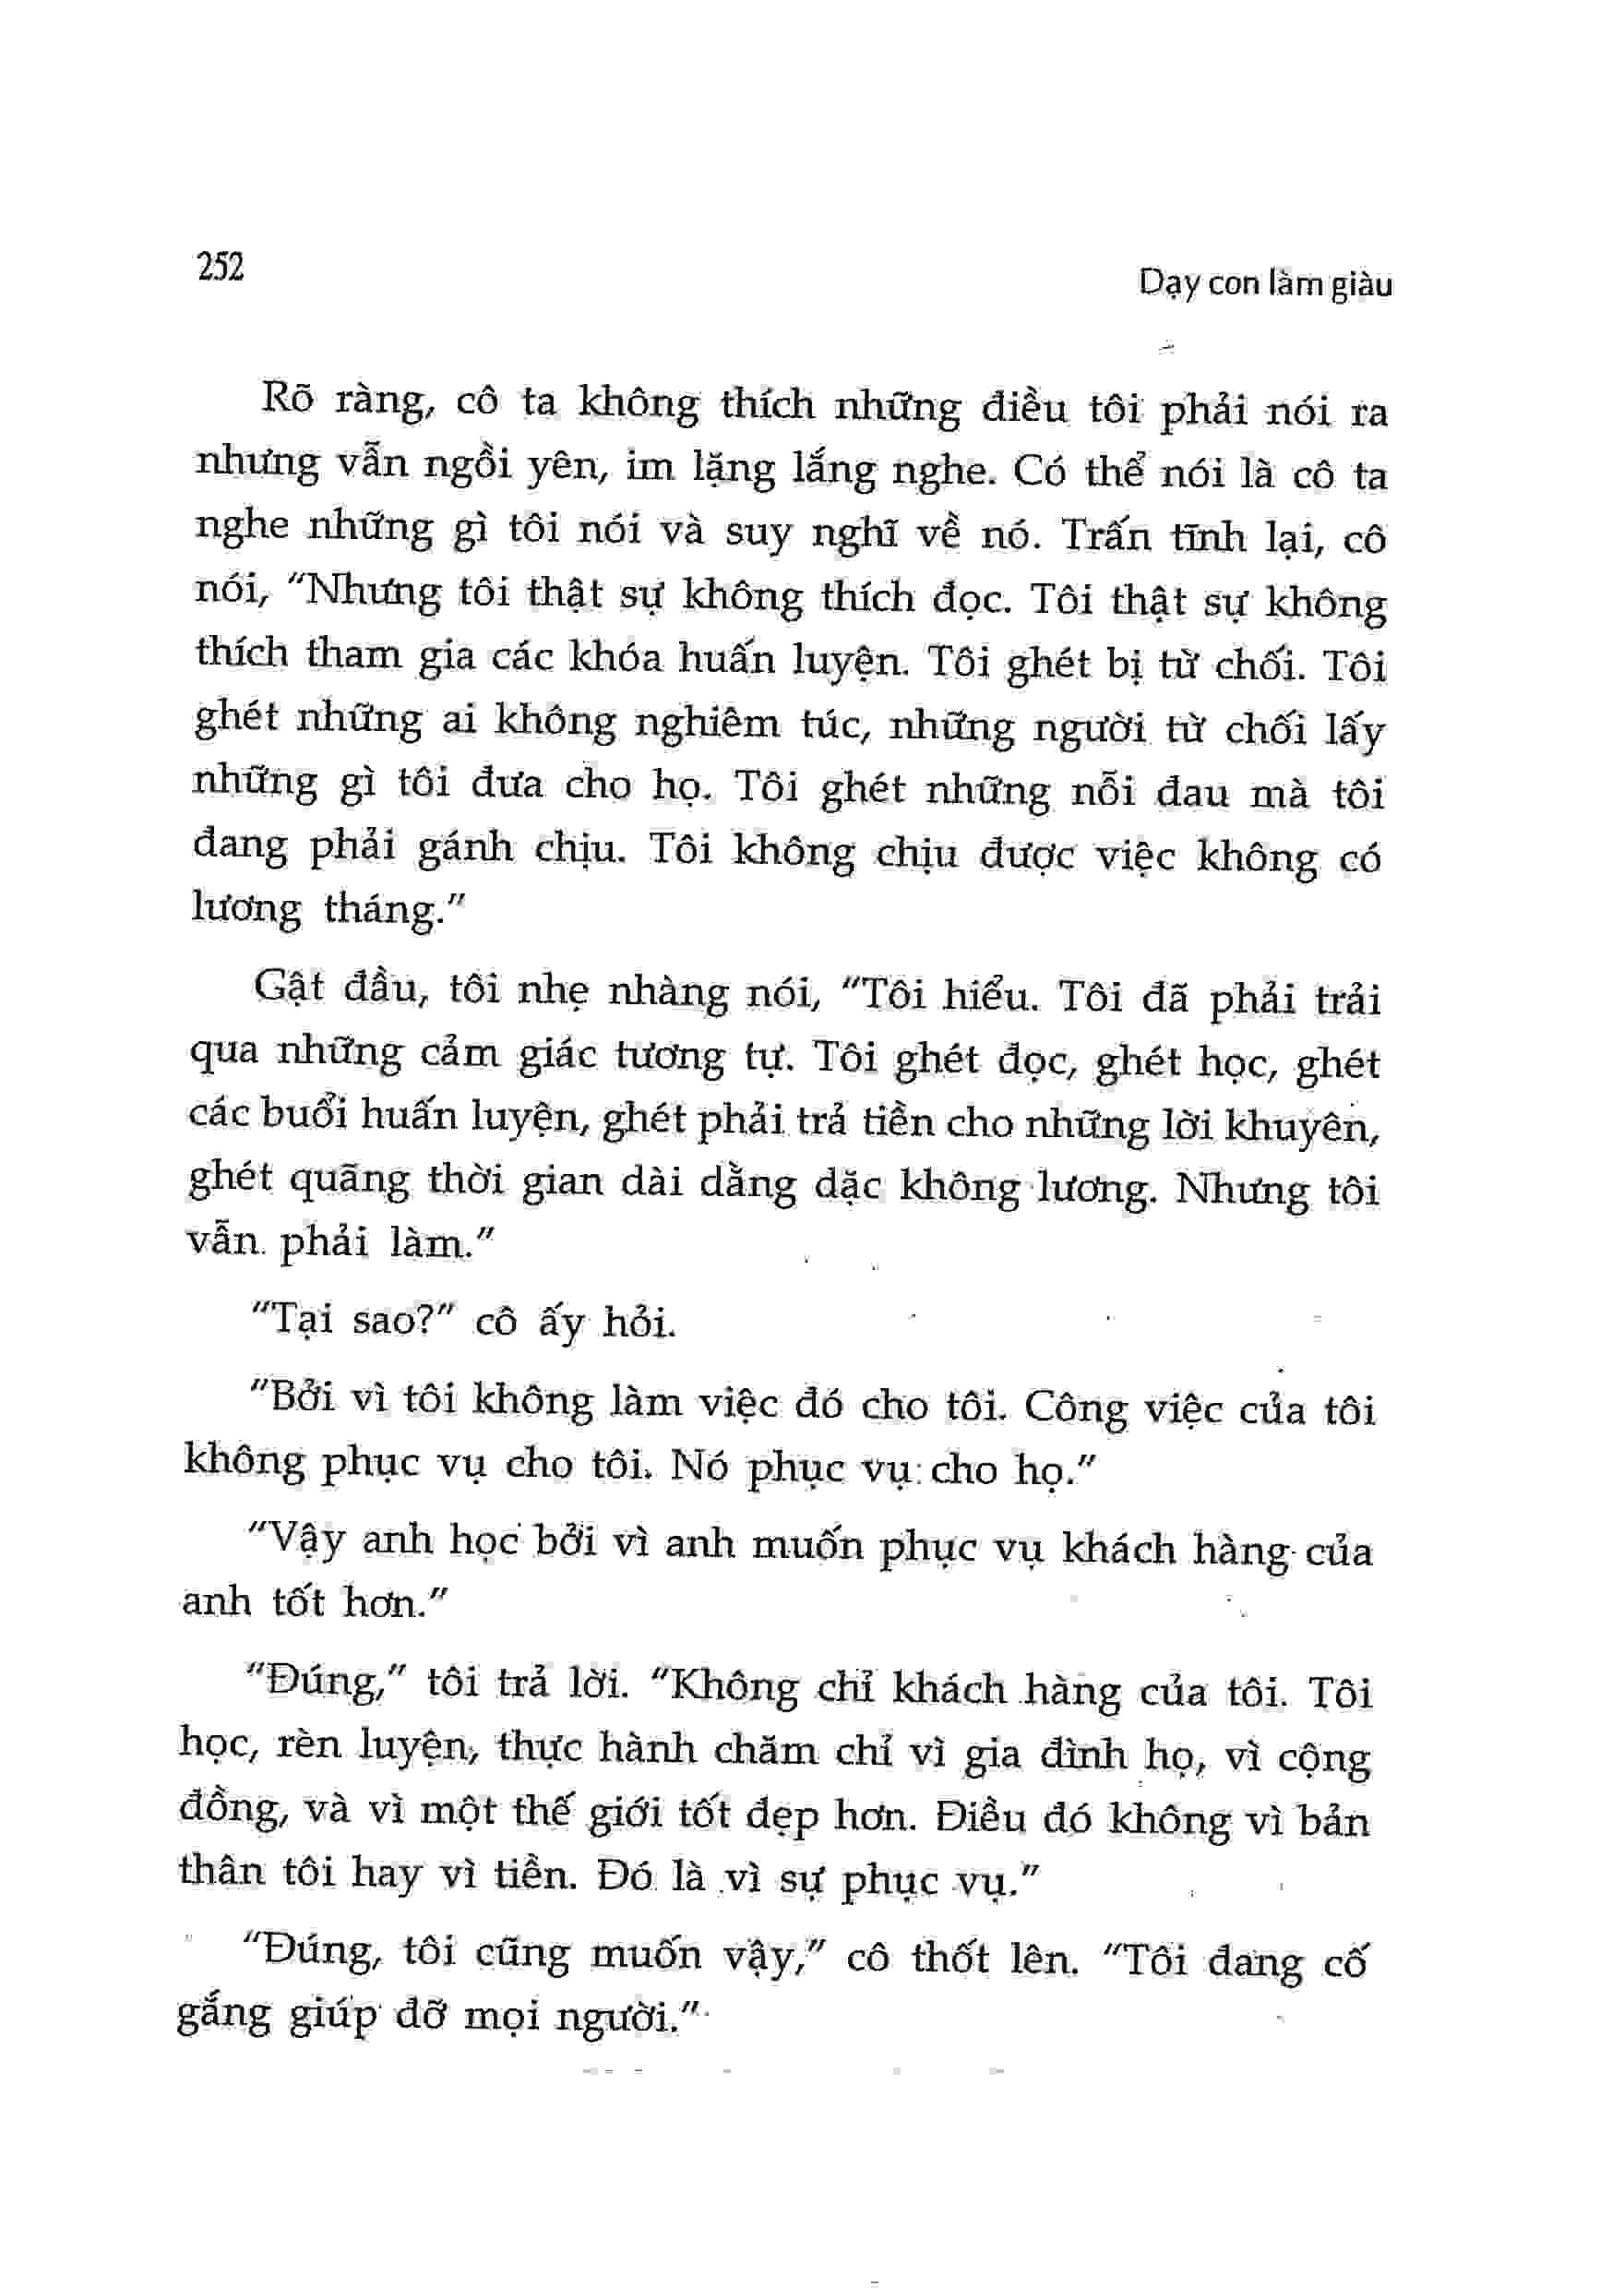 252
Dạy con làm giàu
Rõ ràng, cô ta không thích những điều tôi phải nói ra
nhưng vẫn ngồi yên, im lặng lắng nghe. Có thể nói là cô ta
nghe những gì tôi nói và suy nghĩ về nó. Trấn tĩnh lại, cô
nói, "Nhưng tôi thật sự không thích đọc. Tôi thật sự không
thích tham gia các khóa huấn luyện. Tôi ghét bị từ chối. Tôi
ghét những ai không nghiêm túc, những người từ chối lấy
những gì tôi đưa cho họ. Tôi ghét những nỗi đau mà tôi
đang phải gánh chịu. Tôi không chịu được việc không có
lương tháng."
Gật đầu, tôi nhẹ nhàng nói, "Tôi hiểu. Tôi đã phải trải
qua những cảm giác tương tự. Tôi ghét đọc, ghét học, ghét
các buổi huấn luyện, ghét phải trả tiền cho những lời khuyên,
ghét quãng thời gian dài dằng dặc không lương. Nhưng tôi
vẫn phải làm."
"Tại sao?" cô ấy hỏi.
"Bởi vì tôi không làm việc đó cho tôi. Công việc của tôi
không phục vụ cho tôi. Nó phục vụ cho họ."
"Vậy anh học bởi vì anh muốn phục vụ khách hàng của
anh tốt hơn."
"Đúng," tôi trả lời. "Không chỉ khách hàng của tôi. Tôi
học, rèn luyện, thực hành chăm chỉ vì gia đình họ, vì cộng
đồng, và vì một thế giới tốt đẹp hơn. Điều đó không vì bản
thân tôi hay vì tiền. Đó là vì sự phục vụ."
"Đúng, tôi cũng muốn vậy," cô thốt lên. "Tôi đang cố
gắng giúp đỡ mọi người."